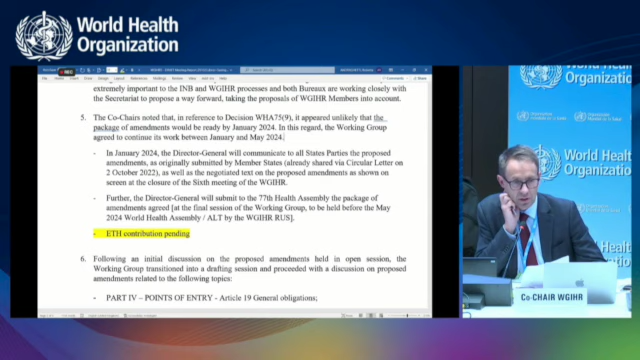 World Health
Organization
extremely important to the INB and WGIHR processes and both Bureaux are working closely with
the Secretariat to propose a way forward, taking the proposals of WGIHR Members into account.
5. The Co-Chairs noted that, in reference to Decision WHA75(9), it appeared unlikely that the
package of amendments would be ready by January 2024. In this regard, the Working Group
agreed to continue its work between January and May 2024.
- In January 2024, the Director-General will communicate to all States Parties the proposed
amendments, as originally submitted by Member States (already shared via Circular Letter on
2 October 2022), as well as the negotiated text on the proposed amendments as shown on
screen at the closure of the Sixth meeting of the WGIHR.
- Further, the Director-General will submit to the 77th Health Assembly the package of
amendments agreed [at the final session of the Working Group, to be held before the May
2024 World Health Assembly / ALT by the WGIHR RUS].
- ETH contribution pending
6. Following an initial discussion on the proposed amendments held in open session, the
Working Group transitioned into a drafting session and proceeded with a discussion on proposed
amendments related to the following topics:
- PART IV – POINTS OF ENTRY - Article 19 General obligations;
World Health
Organization
World Health
Organization
Co-CHAIR WGIHR